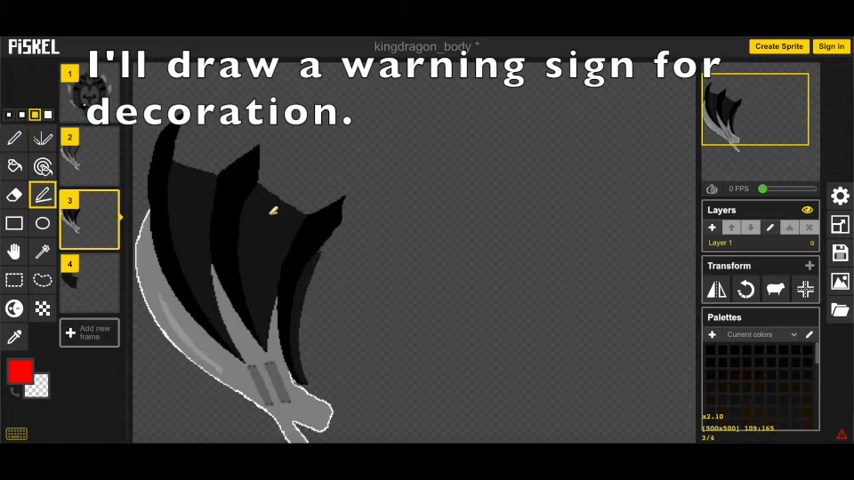 PiSKEL
kingdragon_body *
Create Sprite
Sign in
I'll draw a warning sign for
decoration.
1
2
3
4
Add new
frame
0 FPS
Layers
Layer 1
α
Transform
Palettes
Current colors
x2.10
[500x500] 109:165
3/4